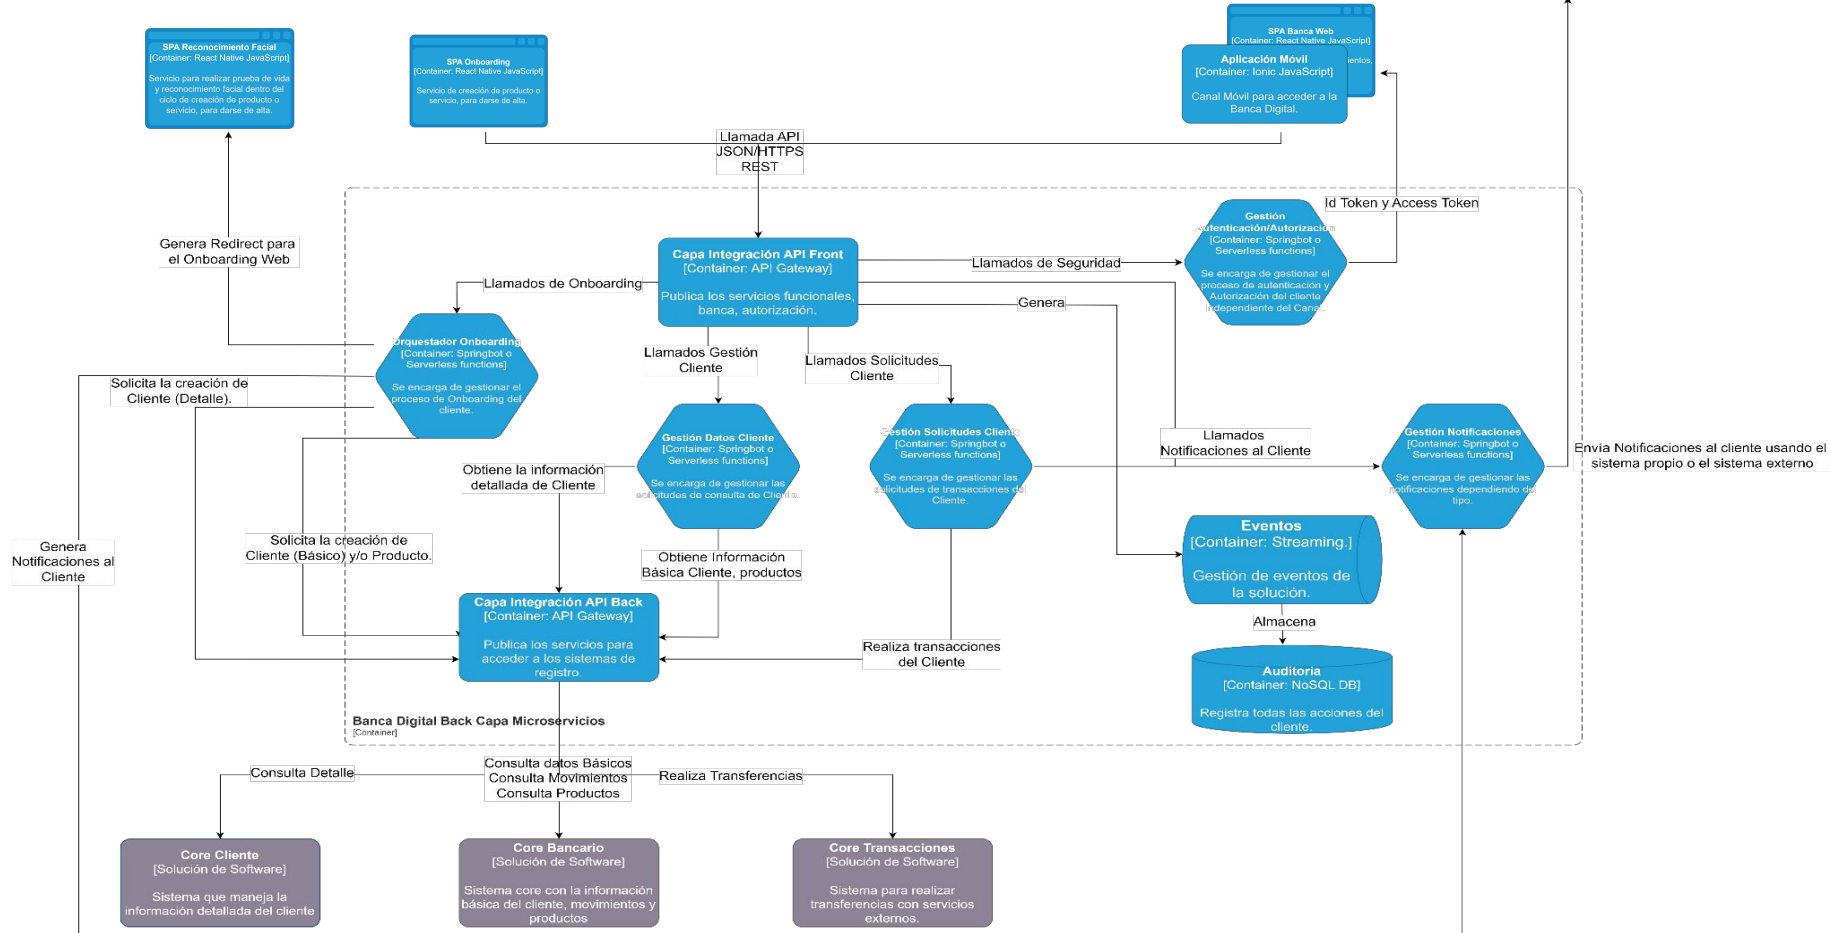 SPA Reconocimiento Facial
[Container: React Native JavaScript]
Servicio para realizar prueba de vida
y reconocimiento facial dentro del
ciclo de creación de producto o
servicio, para darse de alta.
SPA Onboarding
[Container: React Native JavaScript]
Servicio de creación de producto o
servicio, para darse de alta.
SPA Banca Web
[Container: React Native JavaScript]
ientos,
Aplicación Móvil
[Container: Ionic JavaScript]
Canal Móvil para acceder a la
Banca Digital.
Llamada API
JSON/HTTPS
REST
Id Token y Access Token
Genera Redirect para
el Onboarding Web
Capa Integración API Front
[Container: API Gateway]
Publica los servicios funcionales,
banca, autorización.
Llamados de Seguridad
Gestión
Autenticación/Autorización
[Container: Springbot o
Serverless functions]
Se encarga de gestionar el
proceso de autenticación y
Autorización del cliente
independiente del Canal.
Llamados de Onboarding
Genera
Orquestador Onboarding
[Container: Springbot o
Serverless functions]
Se encarga de gestionar el
proceso de Onboarding del
cliente.
Llamados Gestión
Cliente
Llamados Solicitudes
Cliente
Solicita la creación de
Cliente (Detalle).
Gestión Datos Cliente
[Container: Springbot o
Serverless functions]
Se encarga de gestionar las
solicitudes de consulta de Cliente.
Gestión Solicitudes Cliente
[Container: Springbot o
Serverless functions]
Se encarga de gestionar las
solicitudes de transacciones del
Cliente.
Llamados
Notificaciones al Cliente
Gestión Notificaciones
[Container: Springbot o
Serverless functions]
Se encarga de gestionar las
notificaciones dependiendo del
tipo.
Envía Notificaciones al cliente usando el
sistema propio o el sistema externo
Obtiene la información
detallada de Cliente
Genera
Notificaciones al
Cliente
Solicita la creación de
Cliente (Básico) y/o Producto.
Obtiene Información
Básica Cliente, productos
Eventos
[Container: Streaming.]
Gestión de eventos de
la solución.
Capa Integración API Back
[Container: API Gateway]
Publica los servicios para
acceder a los sistemas de
registro.
Almacena
Realiza transacciones
del Cliente
Auditoria
[Container: NoSQL DB]
Registra todas las acciones del
cliente.
Banca Digital Back Capa Microservicios
[Container]
Consulta Detalle
Consulta datos Básicos
Consulta Movimientos
Consulta Productos
Realiza Transferencias
Core Cliente
[Solución de Software]
Sistema que maneja la
información detallada del cliente
Core Bancario
[Solución de Software]
Sistema core con la información
básica del cliente, movimientos y
productos
Core Transacciones
[Solución de Software]
Sistema para realizar
transferencias con servicios
externos.